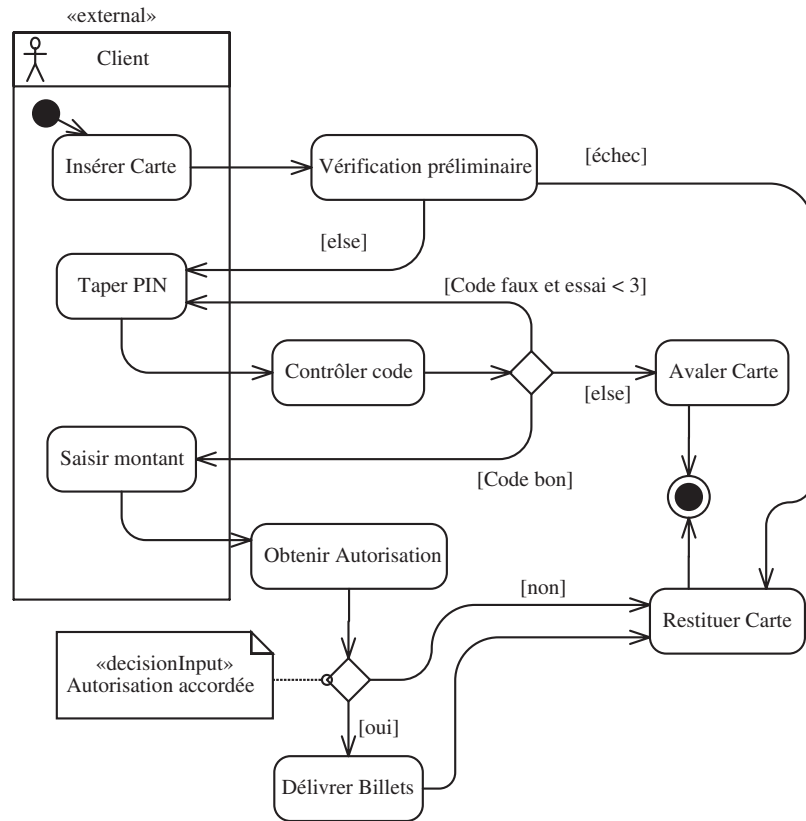 «external»
Client
Insérer Carte
Vérification préliminaire
[échec]
[else]
Taper PIN
[Code faux et essai < 3]
Contrôler code
Avaler Carte
[else]
Saisir montant
[Code bon]
Obtenir Autorisation
[non]
Restituer Carte
«decisionInput»
Autorisation accordée
[oui]
Délivrer Billets